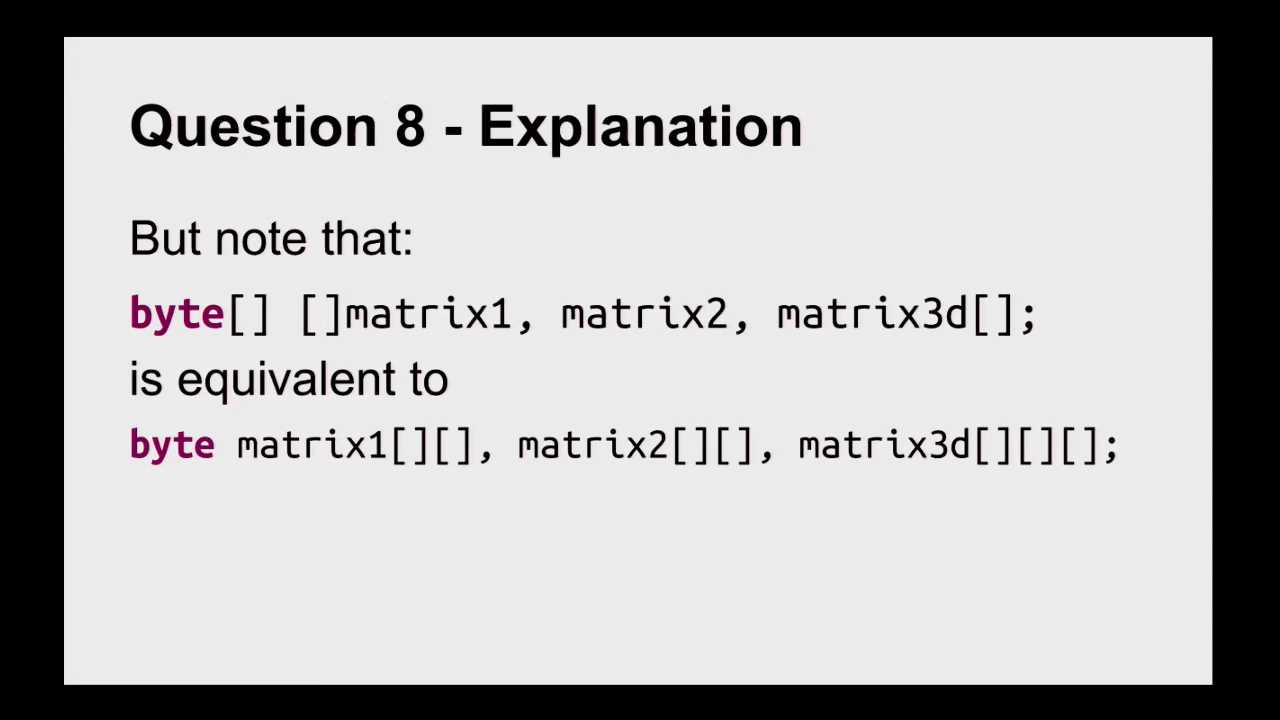 Question 8 - Explanation
But note that:
byte[] []matrix1, matrix2, matrix3d[];
is equivalent to
byte matrix1[][], matrix2[][], matrix3d[][][];